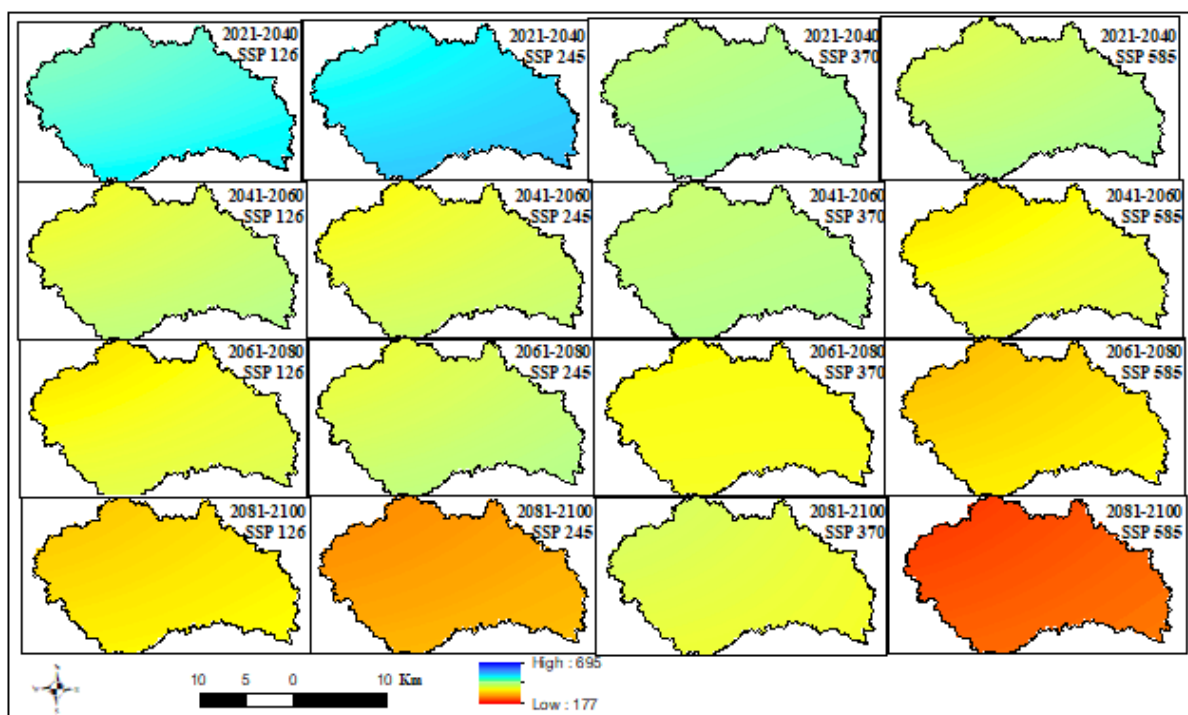 2021-2040
SSP 126
2021-2040
SSP 245
2021-2040
SSP 370
2021-2040
SSP 585
2041-2060
SSP 126
2041-2060
SSP 245
2041-2060
SSP 370
2041-2060
SSP 585
2061-2080
SSP 126
2061-2080
SSP 245
2061-2080
SSP 370
2061-2080
SSP 585
2081-2100
SSP 126
2081-2100
SSP 245
2081-2100
SSP 370
2081-2100
SSP 585
10 5 0 10 Km
High : 695
Low : 177